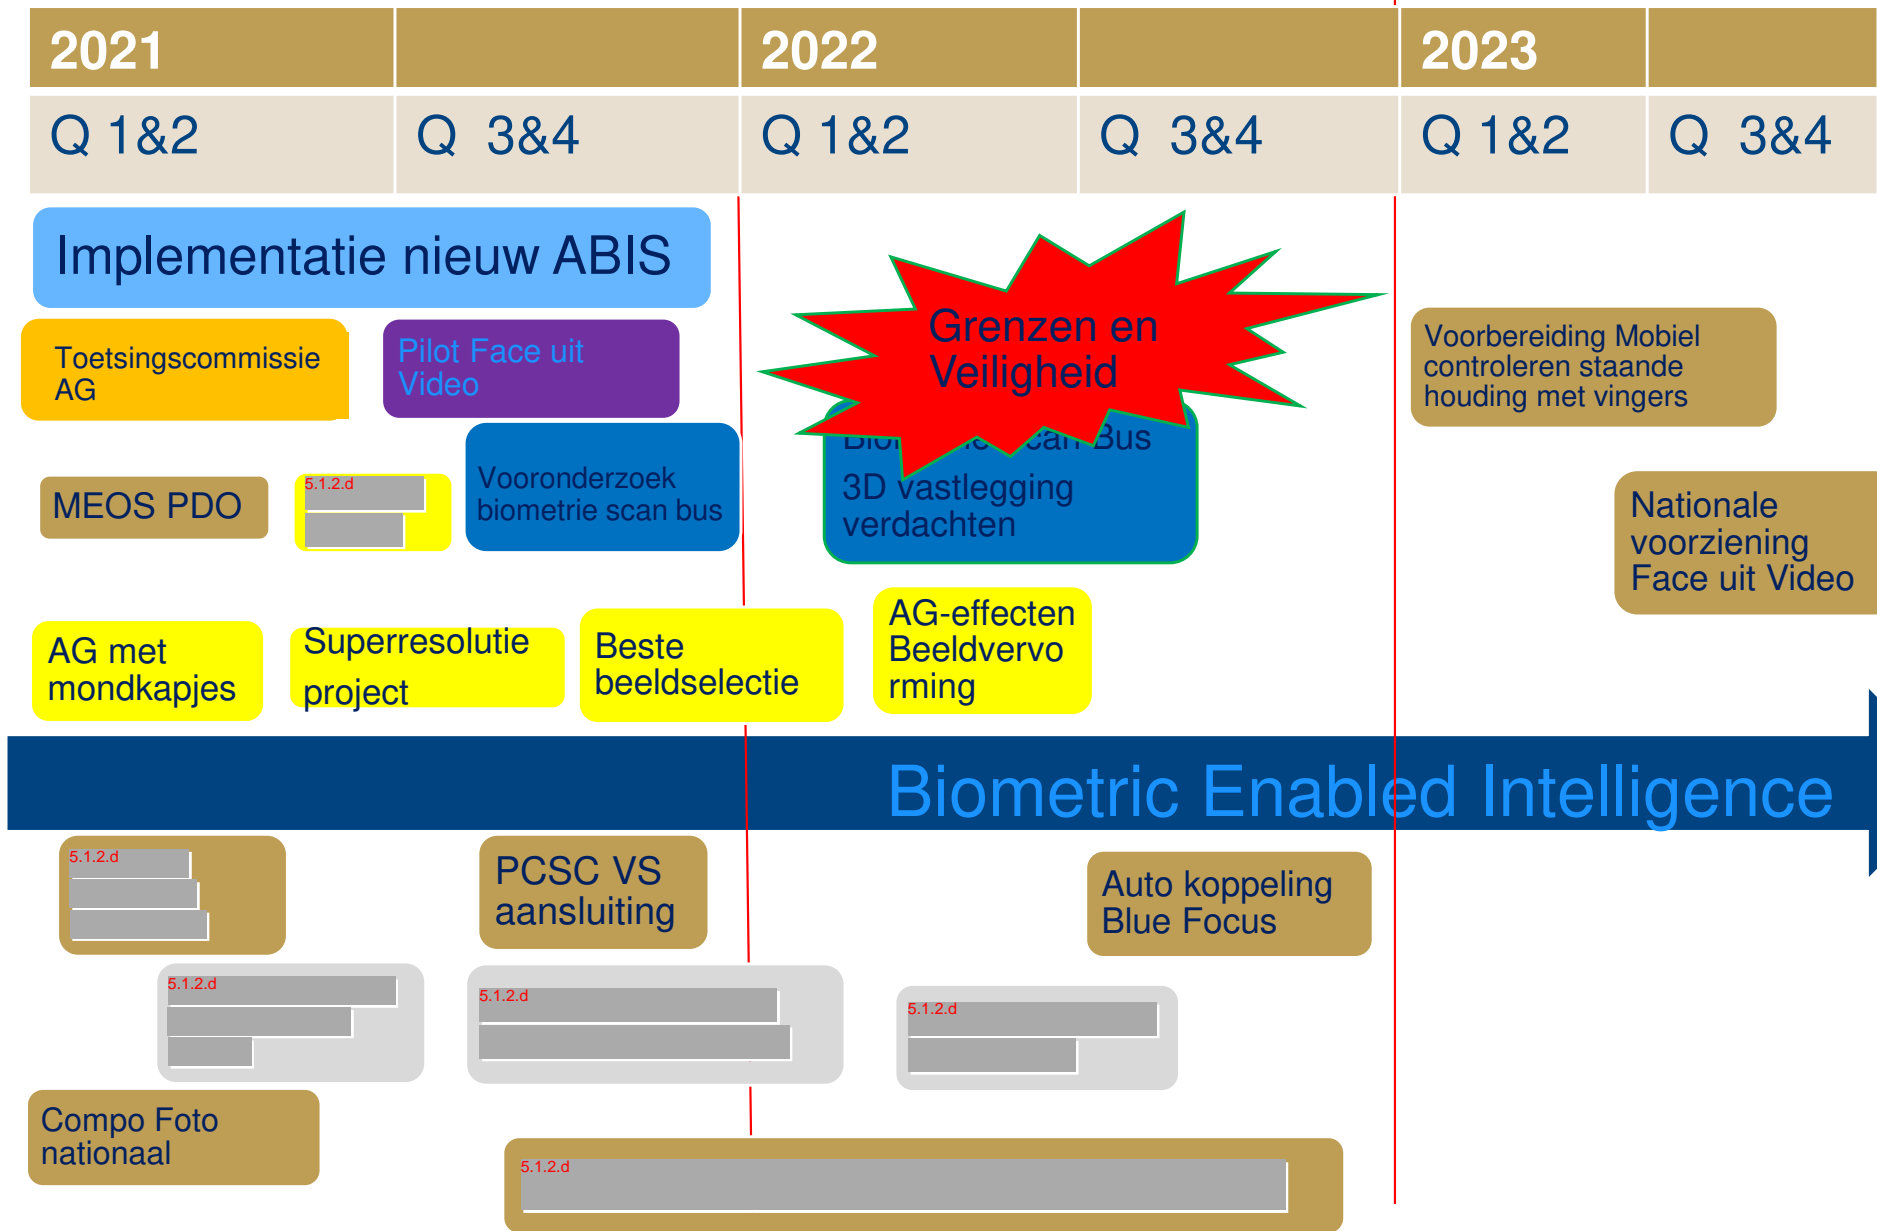 2021 2022 2023
Q 1&2 Q 3&4 Q 1&2 Q 3&4 Q 1&2 Q 3&4
Implementatie nieuw ABIS
Grenzen en
Veiligheid
Toetsingscommissie
AG
Pilot Face uit
Video
Voorbereiding Mobiel
controleren staande
houding met vingers
MEOS PDO
5.1.2.d
Vooronderzoek
biometrie scan bus
Bus
3D vastlegging
verdachten
Nationale
voorziening
Face uit Video
AG met
mondkapjes
Superresolutie
project
Beste
beeldselectie
AG-effecten
Beeldvervo
rming
Biometric Enabled Intelligence
5.1.2.d
PCSC VS
aansluiting
Auto koppeling
Blue Focus
5.1.2.d
5.1.2.d
5.1.2.d
Compo Foto
nationaal
5.1.2.d